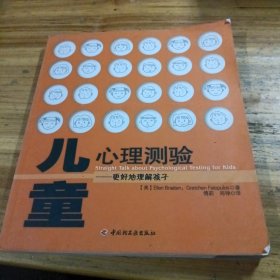 儿童
心理测验
Straight Talk about Psychological Testing for Kids
——更好地理解孩子
[美] Ellen Braaten, Gretchen Felopulos 著
中国轻工业出版社